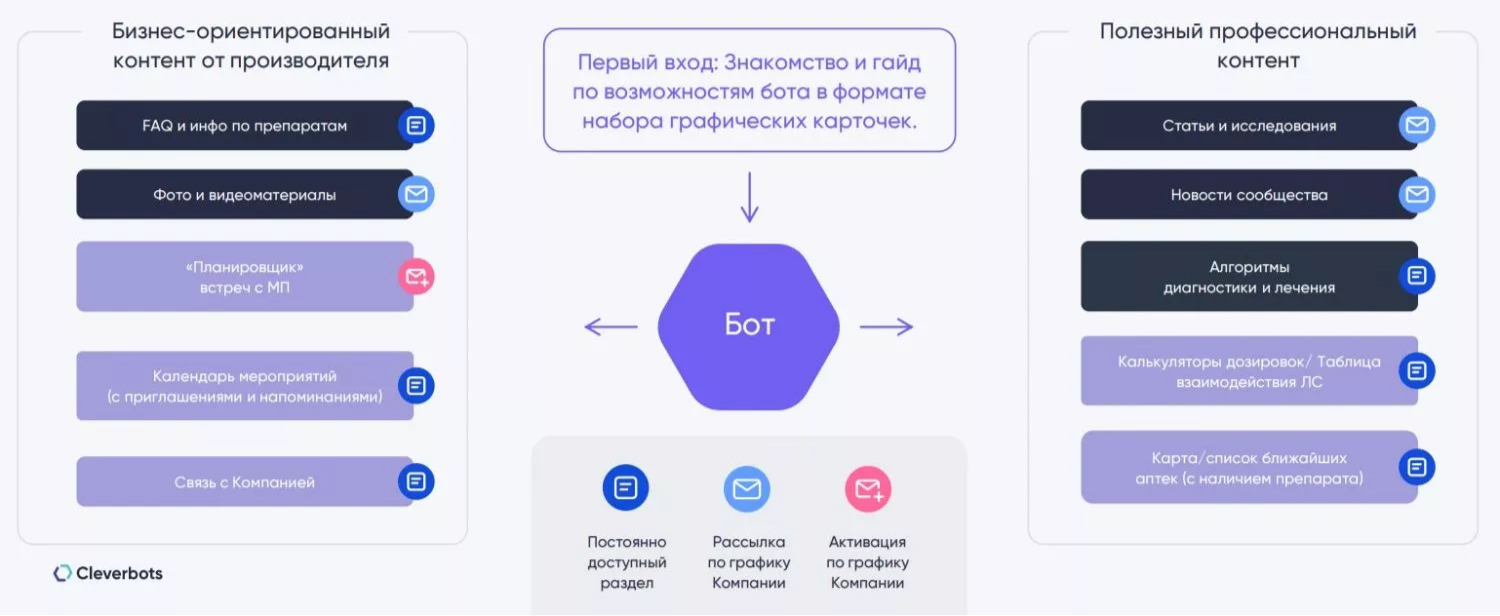 Бизнес-ориентированный
контент от производителя
FAQ и инфо по препаратам
Фото и видеоматериалы
«Планировщик»
встреч с МП
Календарь мероприятий
(с приглашениями и напоминаниями)
Связь с Компанией
Cleverbots
Первый вход: Знакомство и гайд
по возможностям бота в формате
набора графических карточек.
Бот
Постоянно
доступный
раздел
Рассылка
по графику
Компании
Активация
по графику
Компании
Полезный профессиональный
контент
Статьи и исследования
Новости сообщества
Алгоритмы
диагностики и лечения
Калькуляторы дозировок/ Таблица
взаимодействия ЛС
Карта/список ближайших
аптек (с наличием препарата)